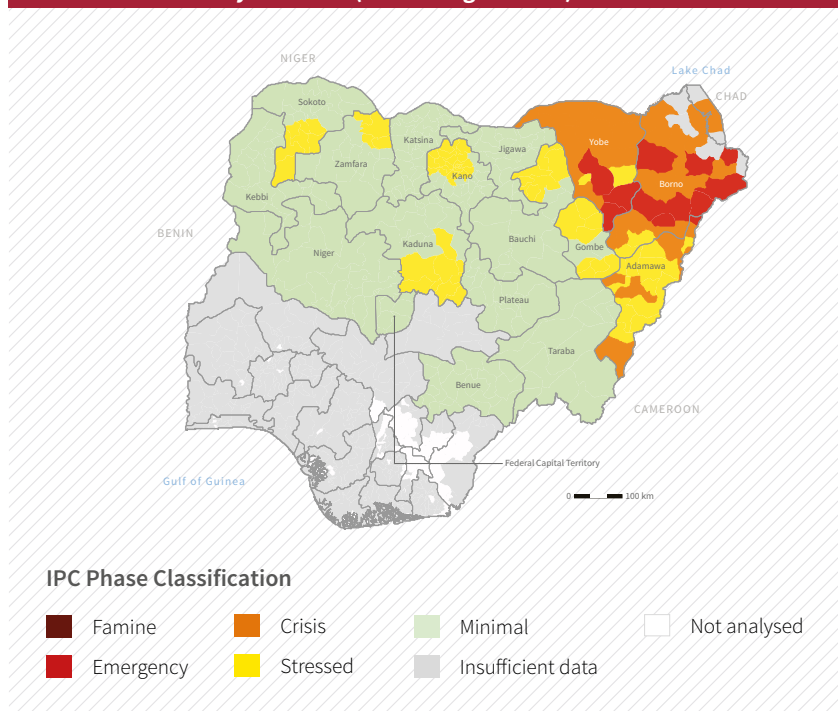 NIGER
Lake Chad
CHAD
Sokoto
Katsina
Jigawa
Yobe
Zamfara
Kano
Borno
Kebbi
BENIN
Kaduna
Bauchi
Gombe
Niger
Adamawa
Plateau
Taraba
Benue
CAMEROON
Federal Capital Territory
Gulf of Guinea
0 100 km
IPC Phase Classification
Famine
Crisis
Minimal
Not analysed
Emergency
Stressed
Insufficient data